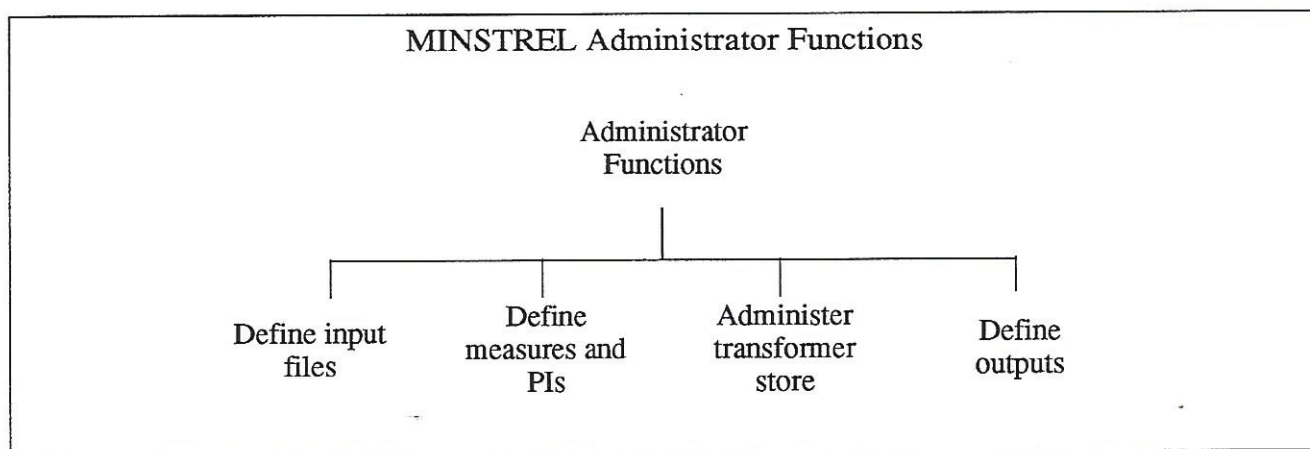 MINSTREL Administrator Functions
Administrator
Functions
Define input
files
Define
measures and
PIs
Administer
transformer
store
Define
outputs